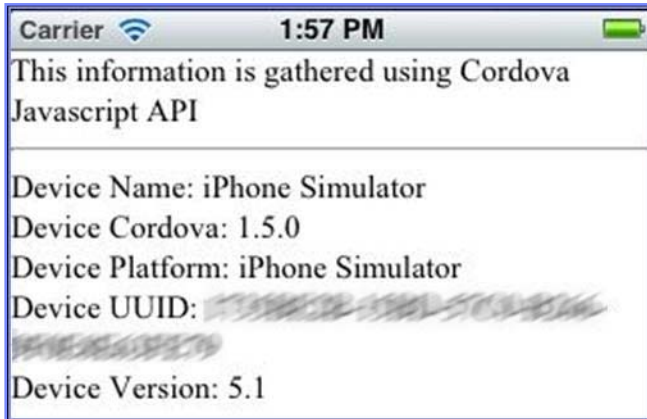 Carrier 1:57 PM
This information is gathered using Cordova
Javascript API
Device Name: iPhone Simulator
Device Cordova: 1.5.0
Device Platform: iPhone Simulator
Device UUID:
Device Version: 5.1